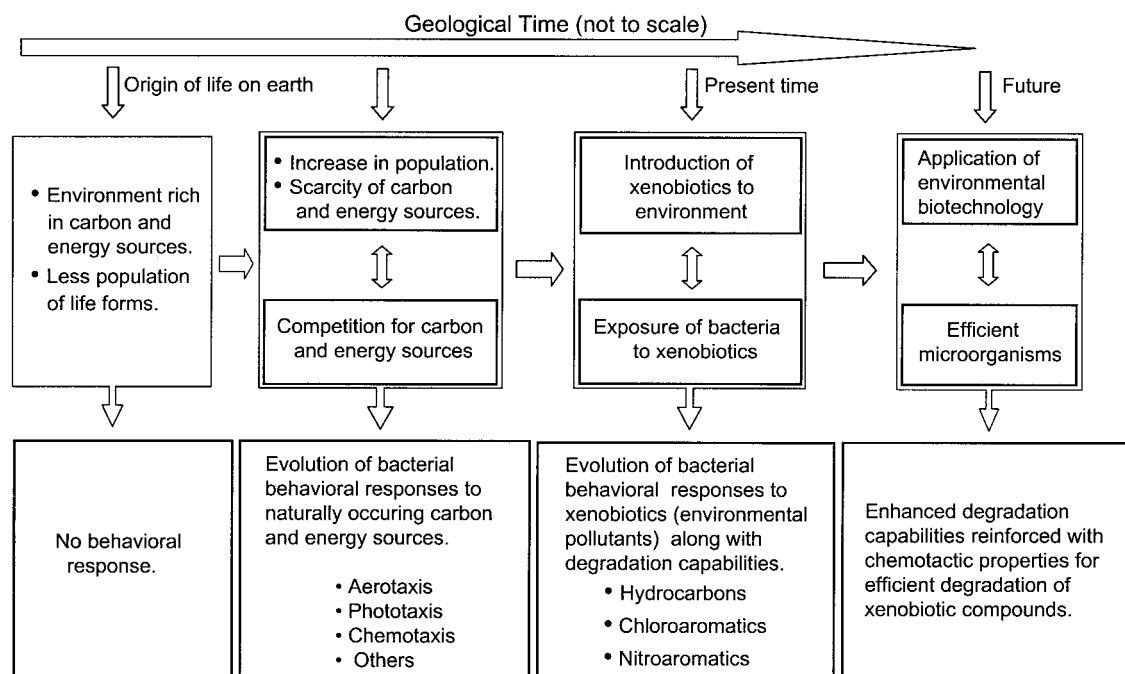 Geological Time (not to scale)
Origin of life on earth
Present time
Future
• Environment rich
in carbon and
energy sources.
• Less population
of life forms.
• Increase in population.
• Scarcity of carbon
and energy sources.
Competition for carbon
and energy sources
Introduction of
xenobiotics to
environment
Exposure of bacteria
to xenobiotics
Application of
environmental
biotechnology
Efficient
microorganisms
No behavioral
response.
Evolution of bacterial
behavioral responses to
naturally occuring carbon
and energy sources.
• Aerotaxis
• Phototaxis
• Chemotaxis
• Others
Evolution of bacterial
behavioral responses to
xenobiotics (environmental
pollutants) along with
degradation capabilities.
• Hydrocarbons
• Chloroaromatics
• Nitroaromatics
Enhanced degradation
capabilities reinforced with
chemotactic properties for
efficient degradation of
xenobiotic compounds.